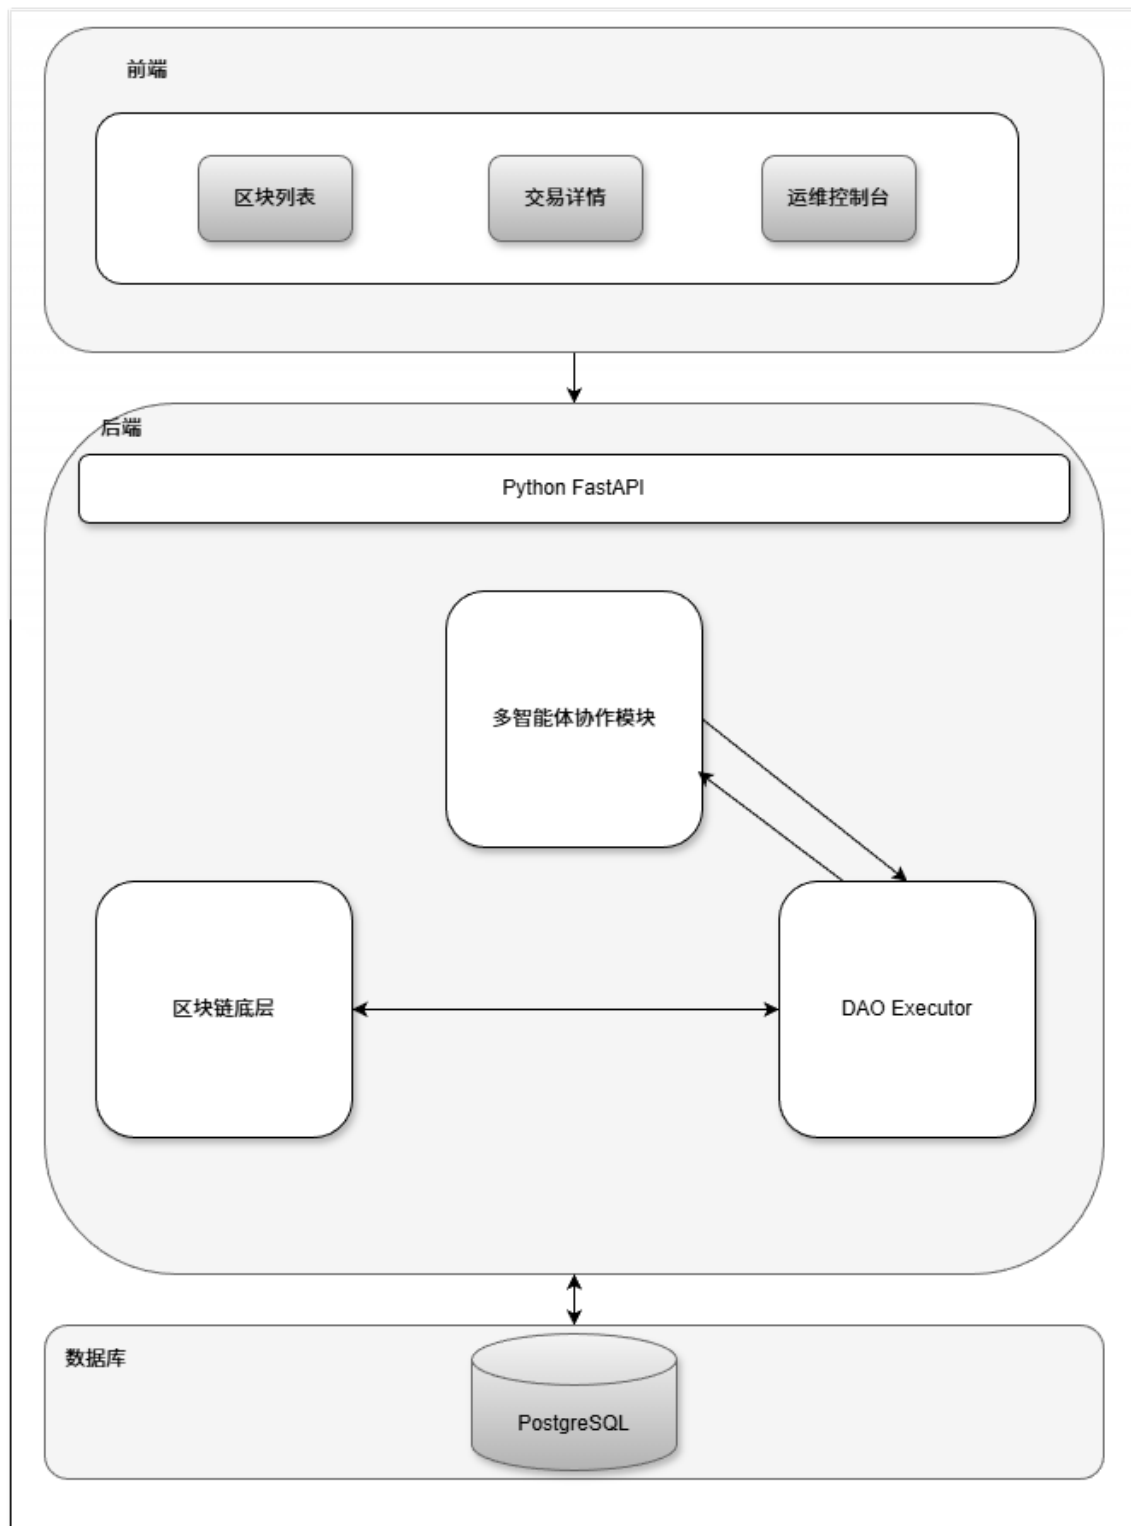 前端
区块列表
交易详情
运维控制台
后端
Python FastAPI
多智能体协作模块
区块链底层
DAO Executor
数据库
PostgreSQL